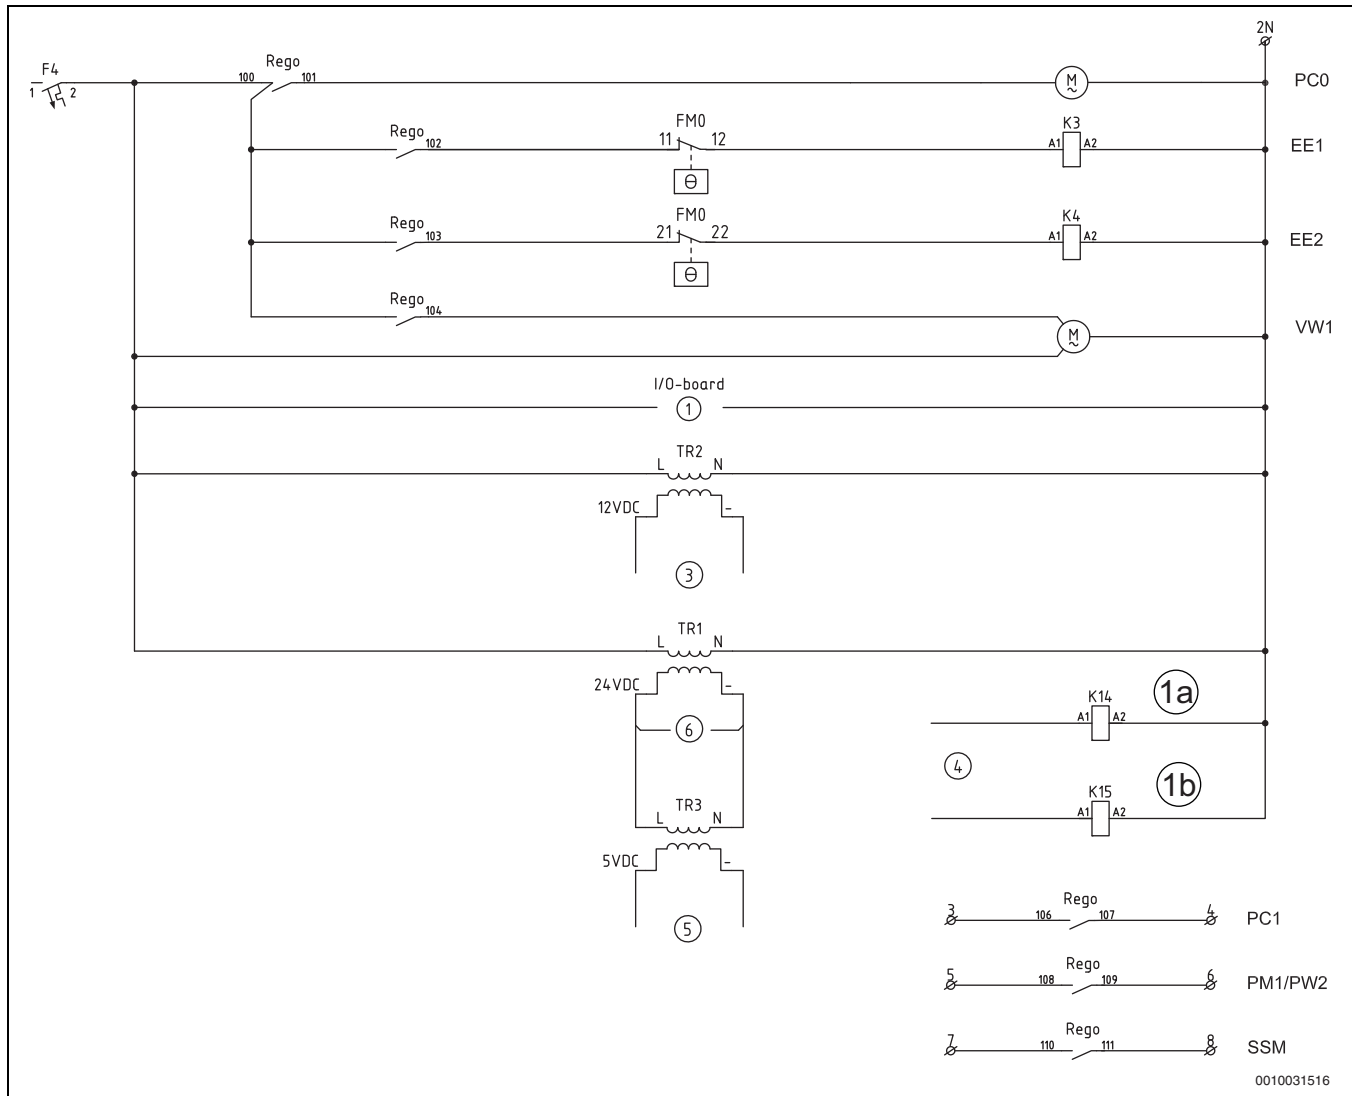 2N
F4
1 2
Rego
100 101
M
~
PC0
Rego
102
FM0
11 12
Θ
K3
A1 A2
EE1
Rego
103
FM0
21 22
Θ
K4
A1 A2
EE2
Rego
104
M
~
VW1
I/O-board
1
TR2
L N
12VDC -
3
TR1
L N
24VDC -
6
K14
A1 A2
1a
4
K15
A1 A2
1b
TR3
L N
5VDC -
5
Rego
3 106 107 4 PC1
Rego
5 108 109 6 PM1/PW2
Rego
7 110 111 8 SSM
0010031516